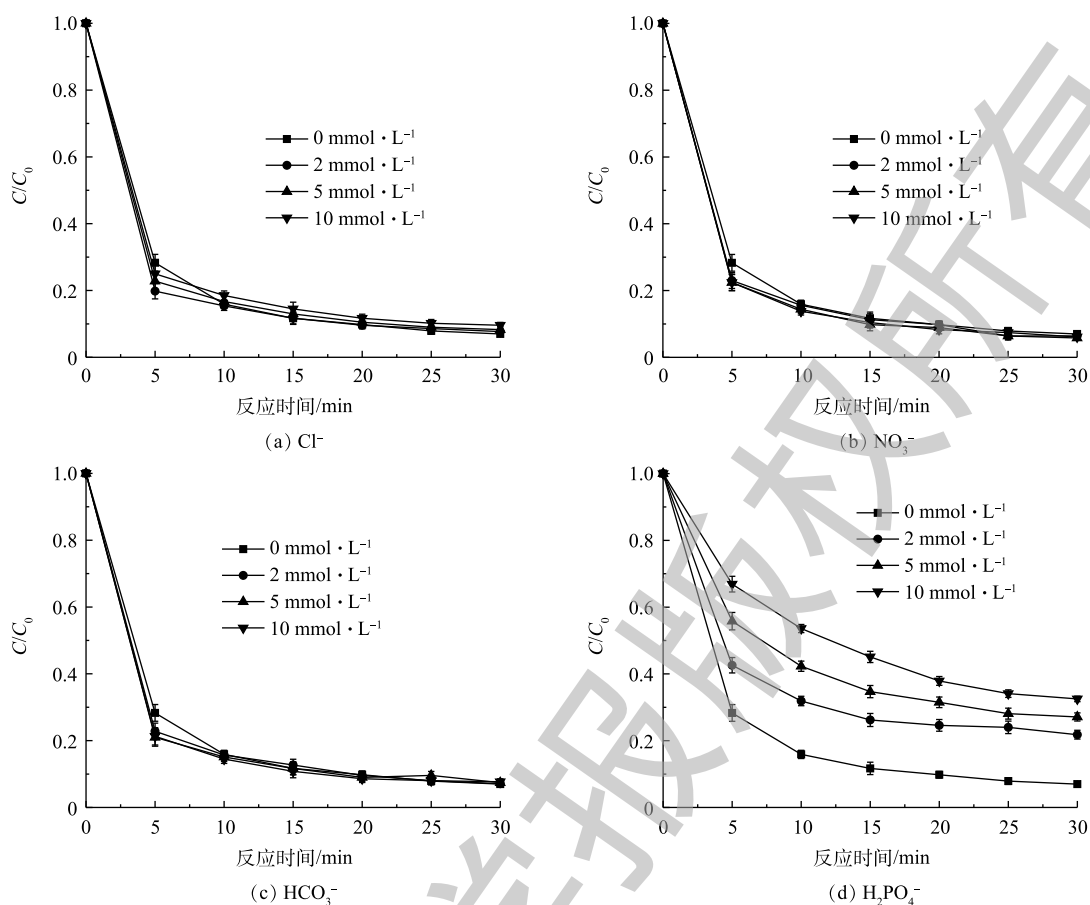 1.0
0.8
0.6
0.4
0.2
0
C/C₀
0 mmol·L⁻¹
2 mmol·L⁻¹
5 mmol·L⁻¹
10 mmol·L⁻¹
0 5 10 15 20 25 30
反应时间/min
(a) Cl⁻
1.0
0.8
0.6
0.4
0.2
0
C/C₀
0 mmol·L⁻¹
2 mmol·L⁻¹
5 mmol·L⁻¹
10 mmol·L⁻¹
0 5 10 15 20 25 30
反应时间/min
(b) NO₃⁻
1.0
0.8
0.6
0.4
0.2
0
C/C₀
0 mmol·L⁻¹
2 mmol·L⁻¹
5 mmol·L⁻¹
10 mmol·L⁻¹
0 5 10 15 20 25 30
反应时间/min
(c) HCO₃⁻
1.0
0.8
0.6
0.4
0.2
0
C/C₀
0 mmol·L⁻¹
2 mmol·L⁻¹
5 mmol·L⁻¹
10 mmol·L⁻¹
0 5 10 15 20 25 30
反应时间/min
(d) H₂PO₄⁻
学报版权所有